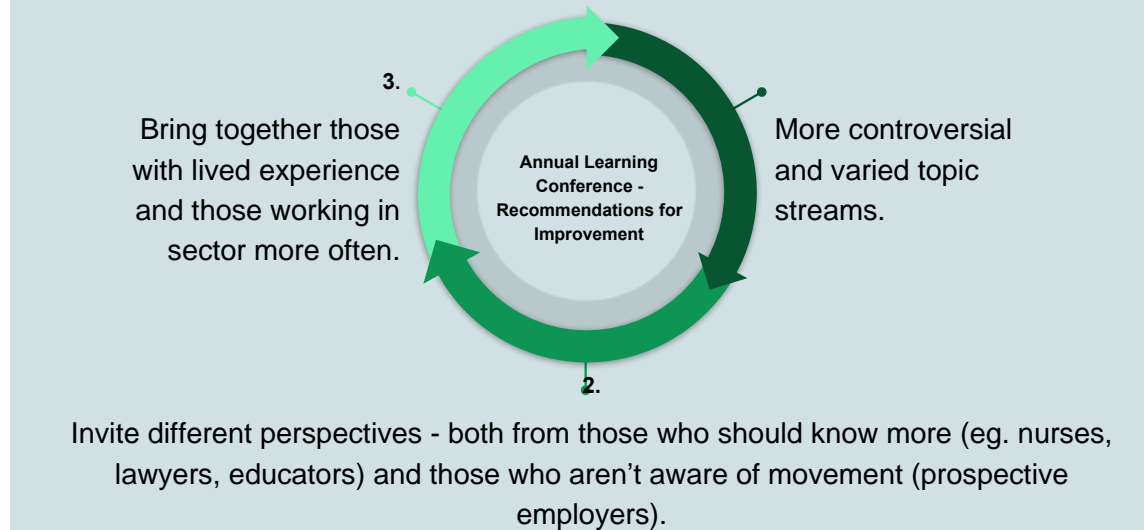 3.
Bring together those
with lived experience
and those working in
sector more often.
Annual Learning
Conference -
Recommendations for
Improvement
More controversial
and varied topic
streams.
2.
Invite different perspectives - both from those who should know more (eg. nurses,
lawyers, educators) and those who aren’t aware of movement (prospective
employers).